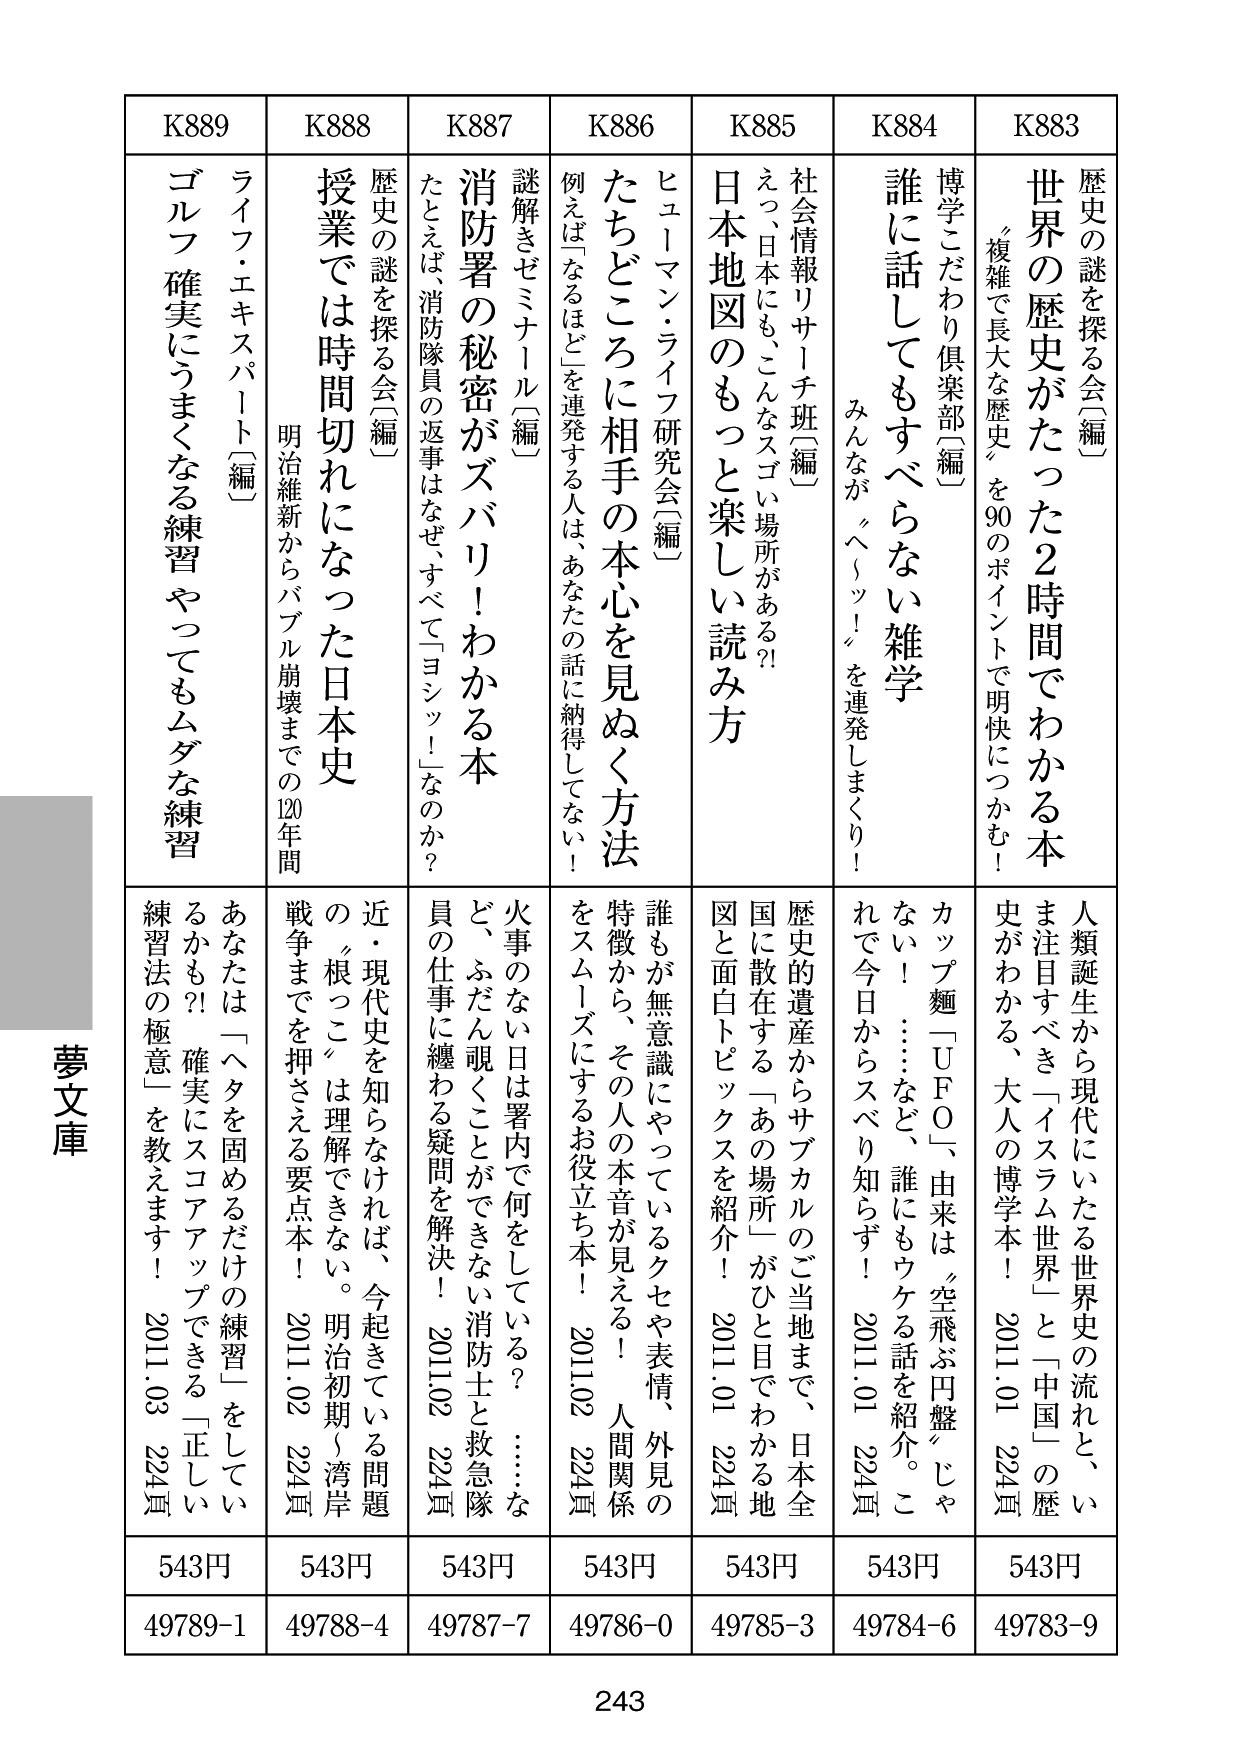 K883
歴史の謎を探る会〔編〕
世界の歴史がたった2時間でわかる本
〝複雑で長大な歴史〟を90のポイントで明快につかむ！
人類誕生から現代にいたる世界史の流れと、い
ま注目すべき「イスラム世界」と「中国」の歴
史がわかる、大人の博学本！　2011.01　224頁
543円
49783-9
K884
博学こだわり倶楽部〔編〕
誰に話してもすべらない雑学
みんなが〝へ～ッ！〟を連発しまくり！
カップ麺「UFO」、由来は〝空飛ぶ円盤〟じゃ
ない！　……など、誰にもウケる話を紹介。こ
れで今日からスベり知らず！　2011.01　224頁
543円
49784-6
K885
社会情報リサーチ班〔編〕
えっ、日本にも、こんなスゴい場所がある?!
日本地図のもっと楽しい読み方
歴史的遺産からサブカルのご当地まで、日本全
国に散在する「あの場所」がひと目でわかる地
図と面白トピックスを紹介！　2011.01　224頁
543円
49785-3
K886
ヒューマン・ライフ研究会〔編〕
たちどころに相手の本心を見ぬく方法
例えば「なるほど」を連発する人は、あなたの話に納得してない！
誰もが無意識にやっているクセや表情、外見の
特徴から、その人の本音が見える！　人間関係
をスムーズにするお役立ち本！　2011.02　224頁
543円
49786-0
K887
謎解きゼミナール〔編〕
消防署の秘密がズバリ！わかる本
たとえば、消防隊員の返事はなぜ、すべて「ヨシッ！」なのか？
火事のない日は署内で何をしている？　……な
ど、ふだん覗くことができない消防士と救急隊
員の仕事に纏わる疑問を解決！　2011.02　224頁
543円
49787-7
K888
歴史の謎を探る会〔編〕
授業では時間切れになった日本史
明治維新からバブル崩壊までの120年間
近・現代史を知らなければ、今起きている問題
の〝根っこ〟は理解できない。明治初期～湾岸
戦争までを押さえる要点本！　2011.02　224頁
543円
49788-4
K889
ライフ・エキスパート〔編〕
ゴルフ 確実にうまくなる練習 やってもムダな練習
あなたは「ヘタを固めるだけの練習」をしてい
るかも?!　確実にスコアアップできる「正しい
練習法の極意」を教えます！　2011.03　224頁
543円
49789-1
夢文庫
243